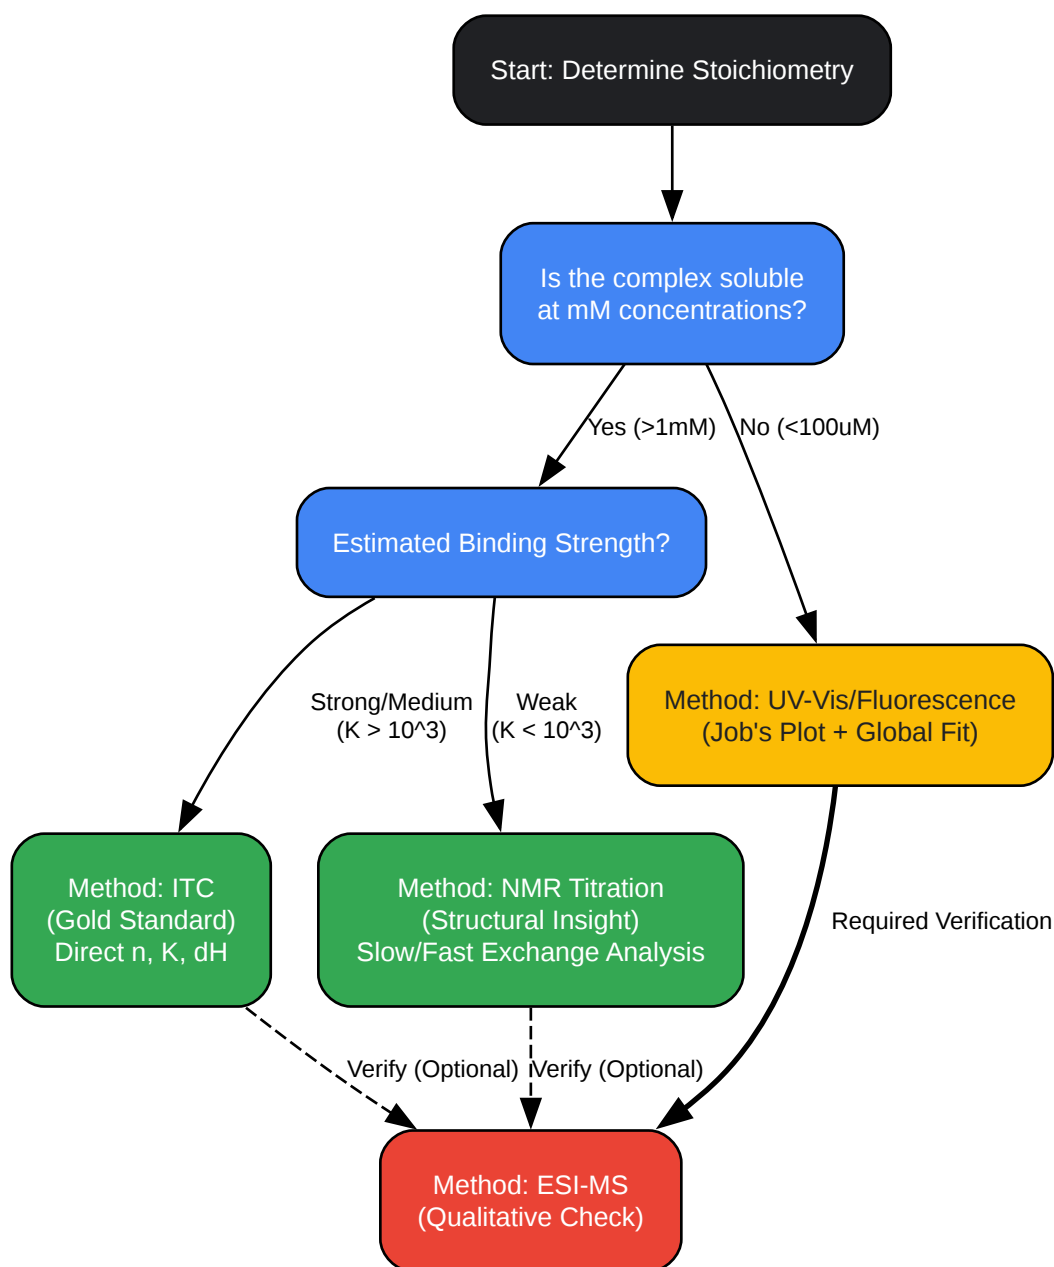 Start: Determine Stoichiometry
Is the complex soluble
at mM concentrations?
Yes (>1mM)
No (<100uM)
Estimated Binding Strength?
Strong/Medium
(K > 10^3)
Weak
(K < 10^3)
Method: UV-Vis/Fluorescence
(Job's Plot + Global Fit)
Method: ITC
(Gold Standard)
Direct n, K, dH
Method: NMR Titration
(Structural Insight)
Slow/Fast Exchange Analysis
Required Verification
Verify (Optional)
Verify (Optional)
Method: ESI-MS
(Qualitative Check)